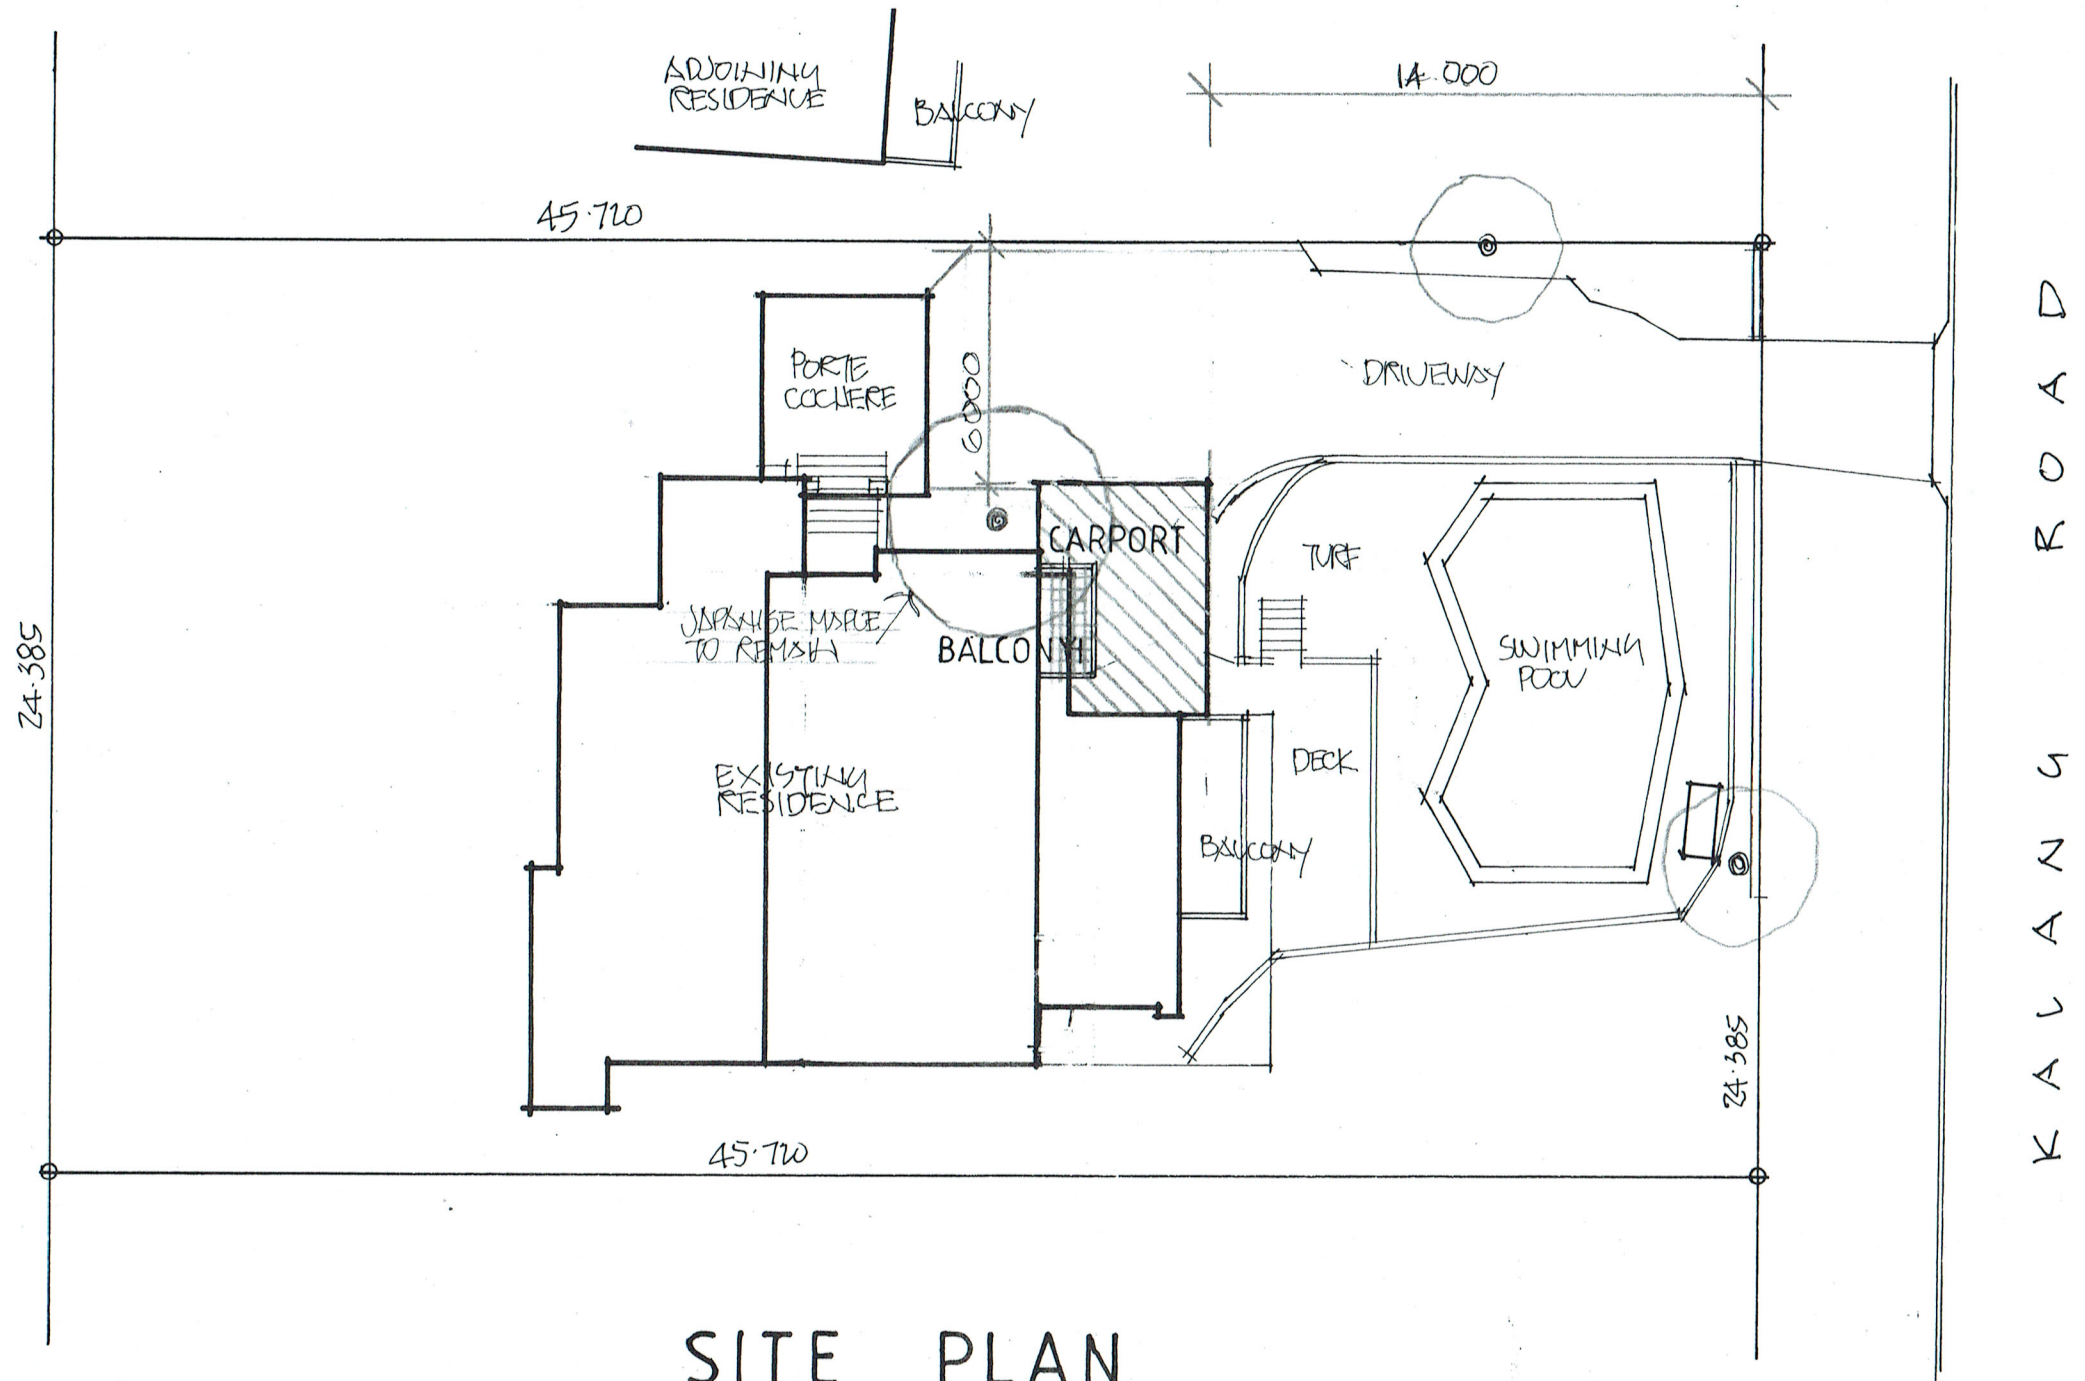 ADJOINING
RESIDENCE
BALCONY
14.000
45.720
PORTE
COCHERE
6000
DRIVEWAY
CARPORT
TURF
JAPANISE MAPLE
TO REMAIN
BALCONY
SWIMMING
POOL
24.385
EXISTING
RESIDENCE
DECK
BALCONY
24.385
45.720
KALANG ROAD
SITE PLAN